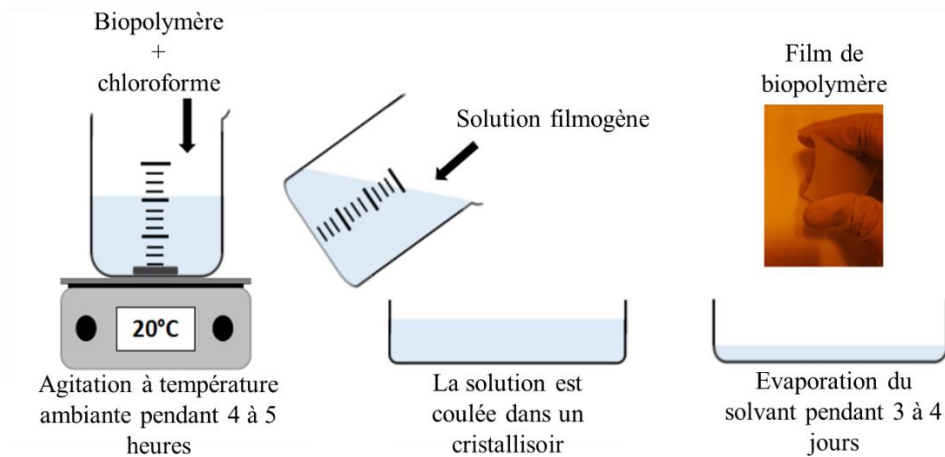 Biopolymère
+
chloroforme
20°C
Agitation à température
ambiante pendant 4 à 5
heures
Solution filmogène
La solution est
coulée dans un
cristallisoir
Film de
biopolymère
Evaporation du
solvant pendant 3 à 4
jours